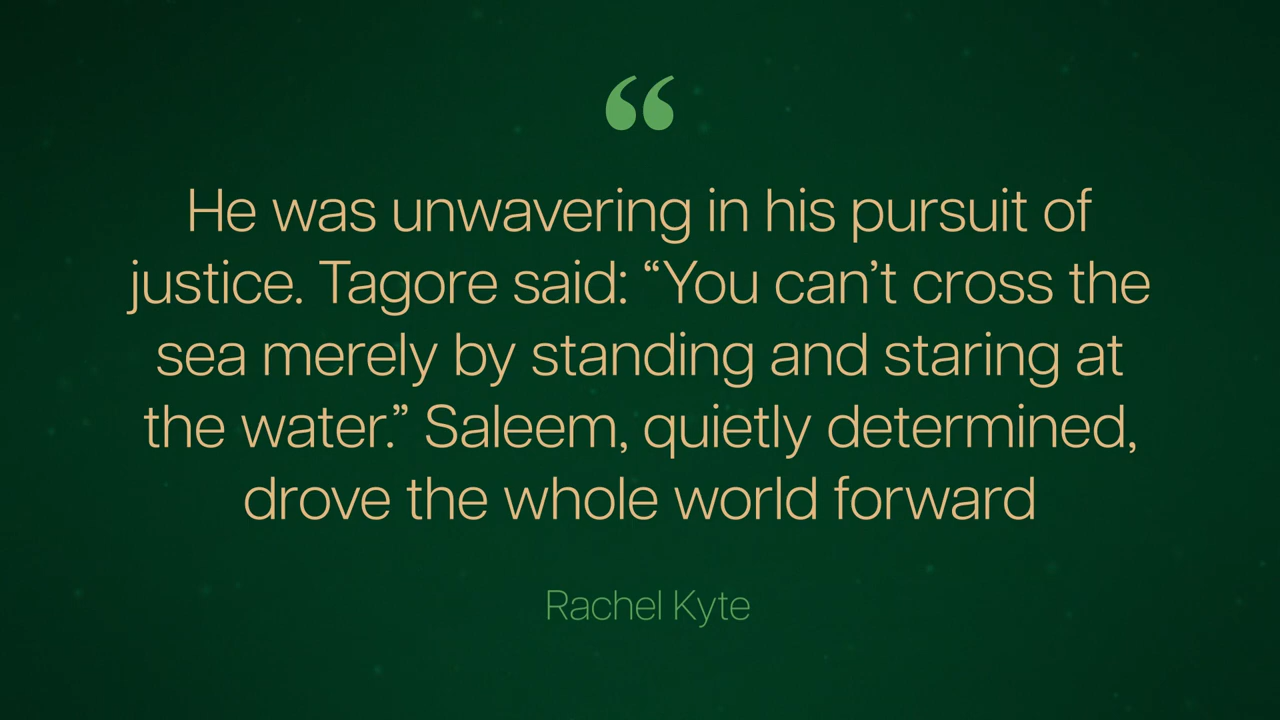 “
He was unwavering in his pursuit of
justice. Tagore said: “You can’t cross the
sea merely by standing and staring at
the water.” Saleem, quietly determined,
drove the whole world forward
Rachel Kyte